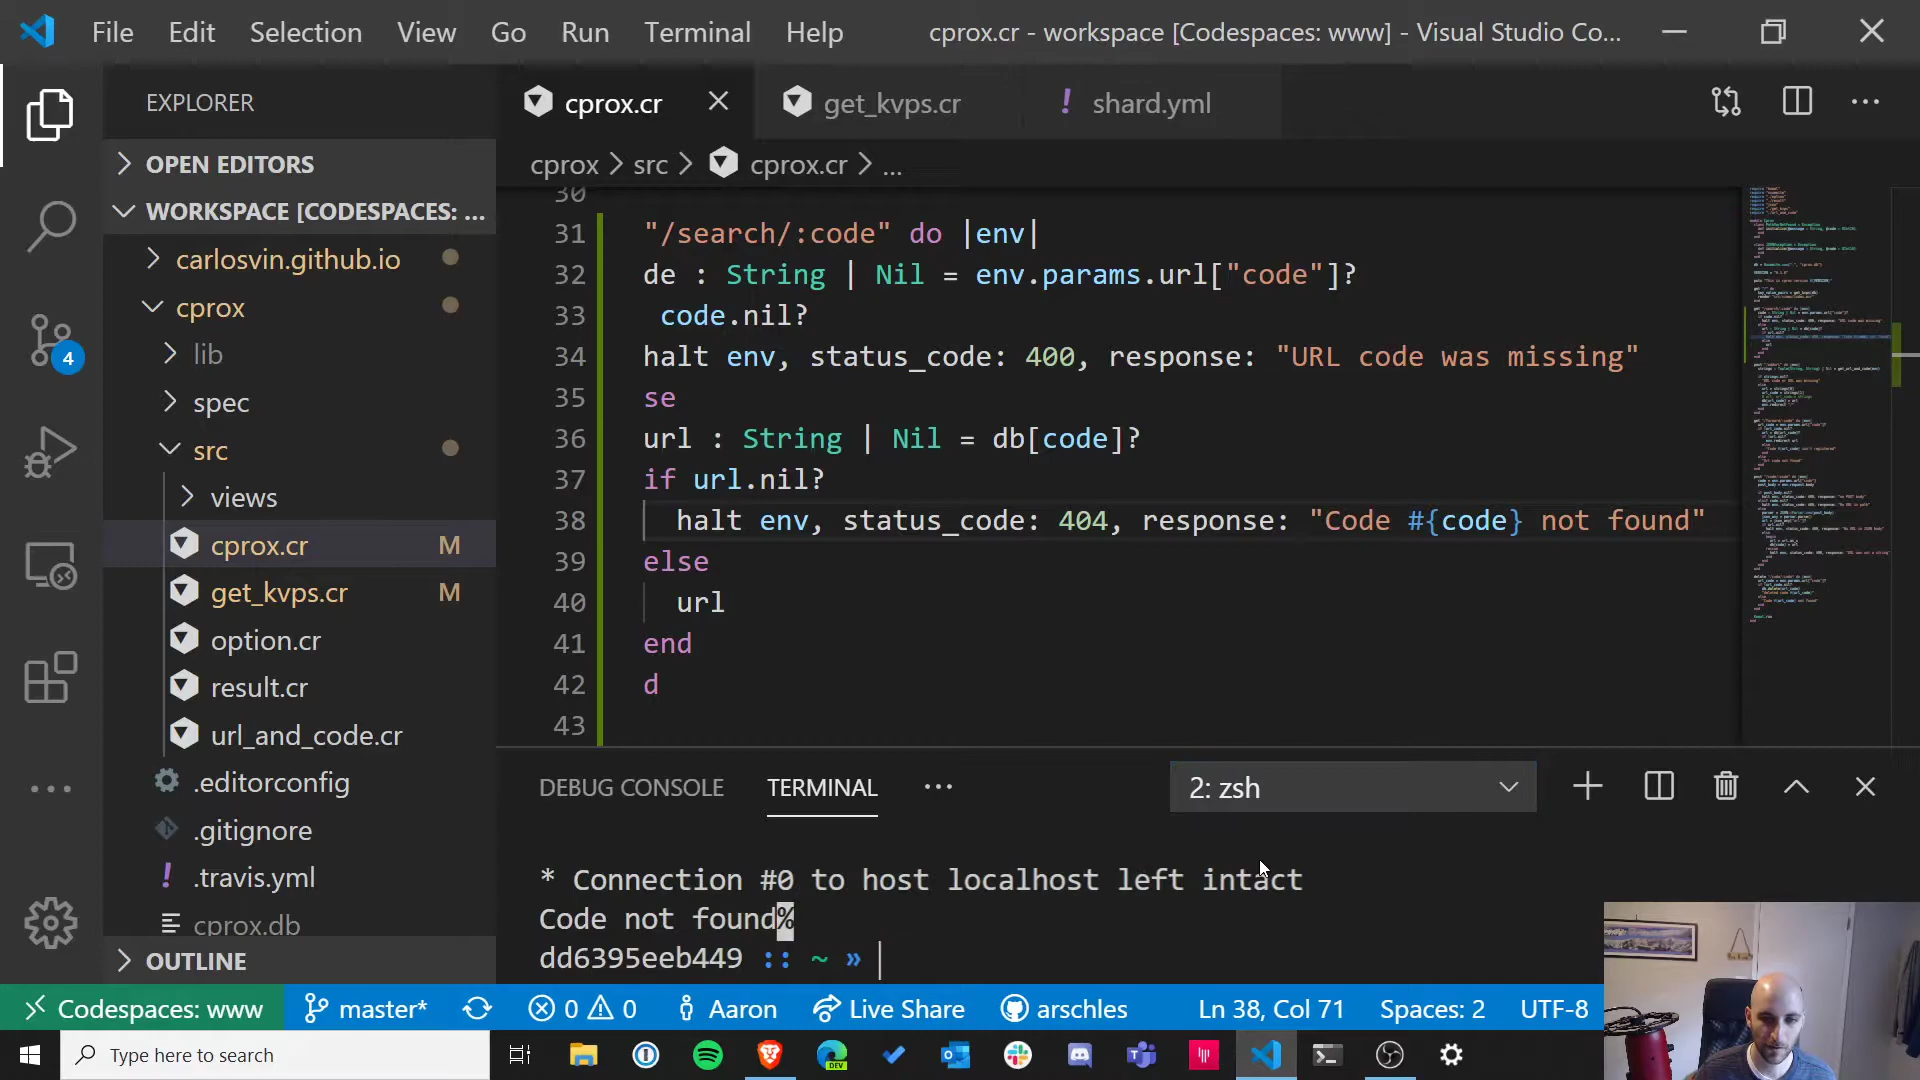 File Edit Selection View Go Run Terminal Help cprox.cr - workspace [Codespaces: www] - Visual Studio Co...
EXPLORER
cprox.cr get_kvps.cr ! shard.yml
OPEN EDITORS
cprox > src > cprox.cr > ...
WORKSPACE [CODESPACES: ...
carlosvin.github.io
cprox
lib
spec
src
views
cprox.cr M
get_kvps.cr M
option.cr
result.cr
url_and_code.cr
.editorconfig
.gitignore
! .travis.yml
cprox.db
OUTLINE
4
30
31 "/search/:code" do |env|
32 de : String | Nil = env.params.url["code"]?
33 code.nil?
34 halt env, status_code: 400, response: "URL code was missing"
35 se
36 url : String | Nil = db[code]?
37 if url.nil?
38 halt env, status_code: 404, response: "Code #{code} not found"
39 else
40 url
41 end
42 d
43
DEBUG CONSOLE TERMINAL ... 2: zsh
* Connection #0 to host localhost left intact
Code not found%
dd6395eeb449 :: ~ »
Codespaces: www master* 0 0 Aaron Live Share arschles Ln 38, Col 71 Spaces: 2 UTF-8
Type here to search
DEV